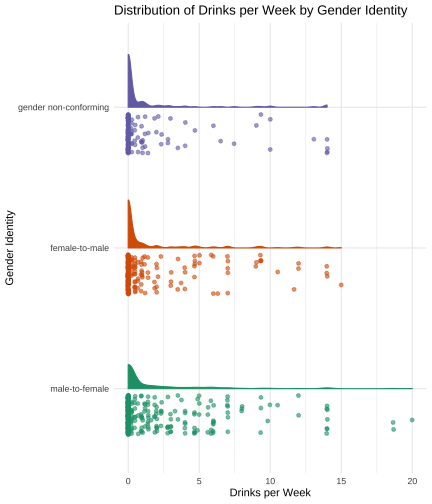 Distribution of Drinks per Week by Gender Identity
Gender Identity
gender non-conforming
female-to-male
male-to-female
0 5 10 15 20
Drinks per Week